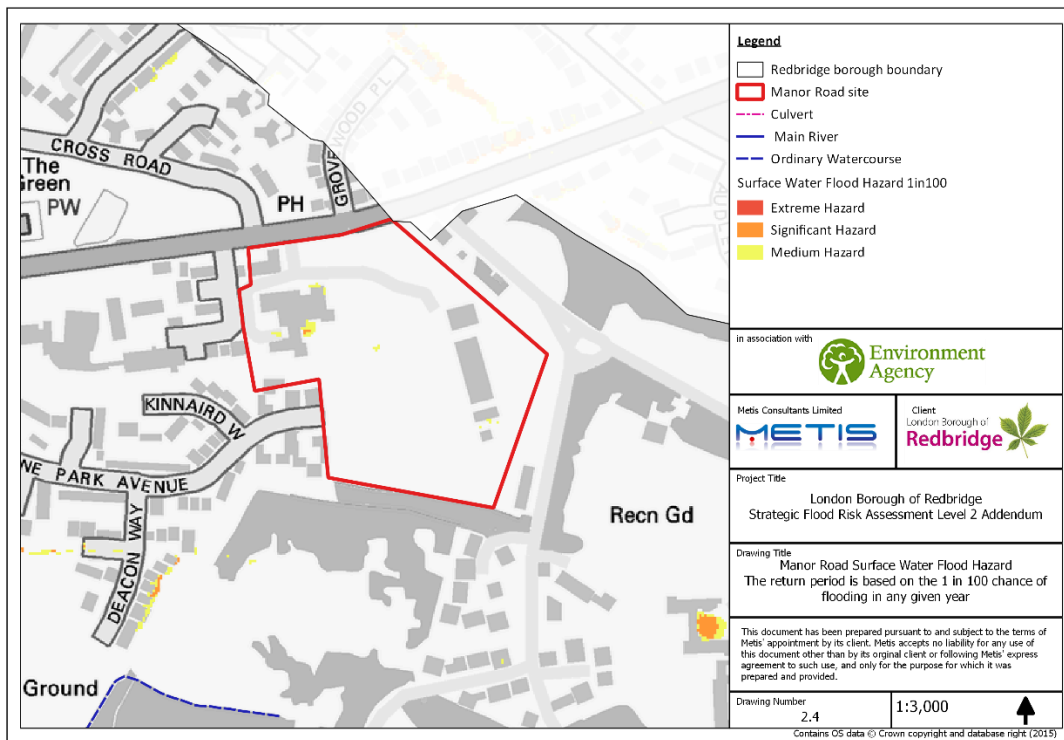 CROSS ROAD
The
Green
PW
PH
GROVEWOOD PL
AUDLE
KINNAIRD W
NE PARK AVENUE
DEACON WAY
Recn Gd
Ground
Legend
Redbridge borough boundary
Manor Road site
Culvert
Main River
Ordinary Watercourse
Surface Water Flood Hazard 1in100
Extreme Hazard
Significant Hazard
Medium Hazard
in association with
Environment
Agency
Metis Consultants Limited
METIS
Client
London Borough of
Redbridge
Project Title
London Borough of Redbridge
Strategic Flood Risk Assessment Level 2 Addendum
Drawing Title
Manor Road Surface Water Flood Hazard
The return period is based on the 1 in 100 chance of
flooding in any given year
This document has been prepared pursuant to and subject to the terms of
Metis' appointment by its client. Metis accepts no liability for any use of
this document other than by its orginal client or following Metis' express
agreement to such use, and only for the purpose for which it was
prepared and provided.
Drawing Number
2.4
1:3,000
Contains OS data © Crown copyright and database right (2015)